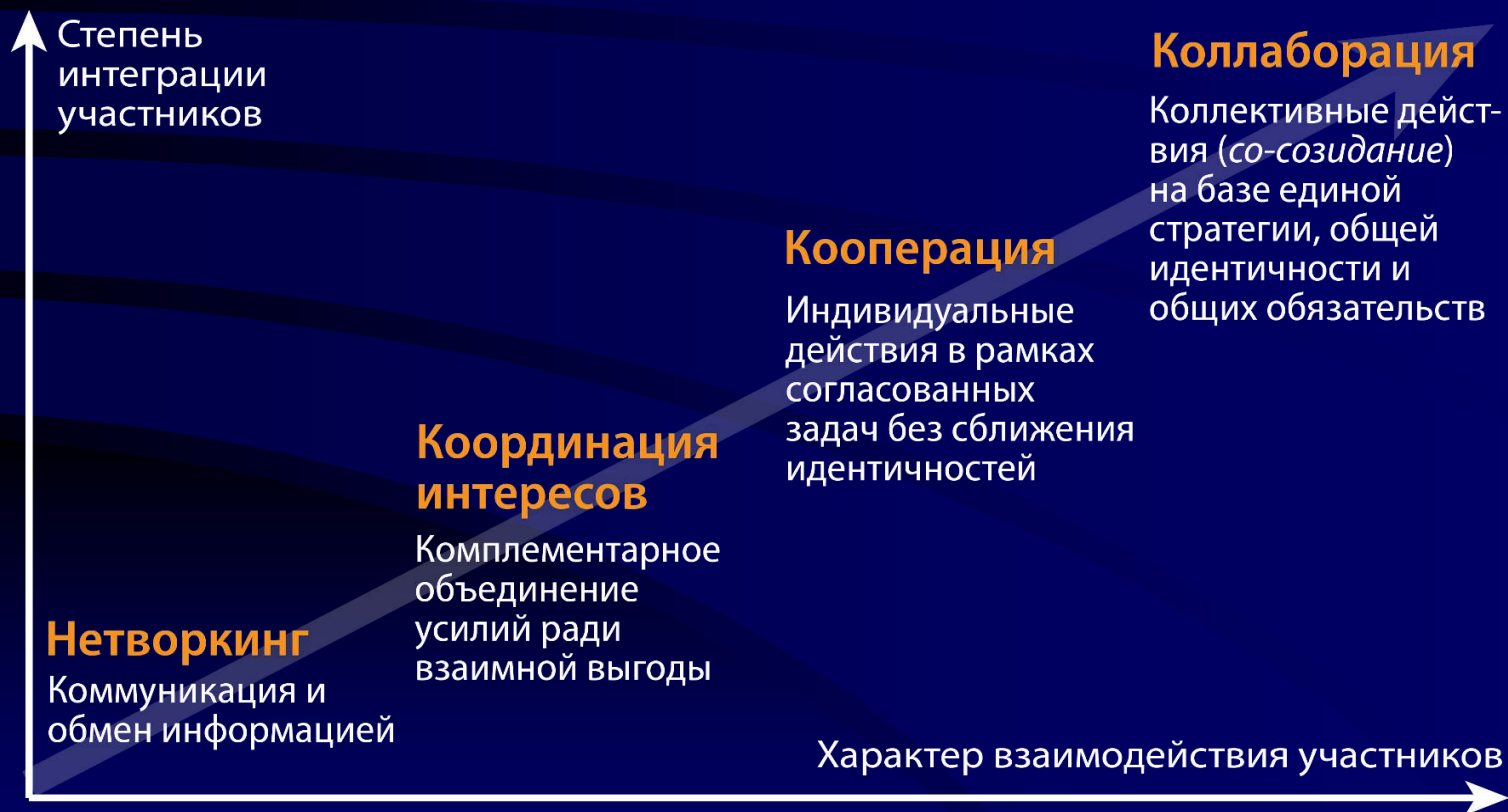 Степень
интеграции
участников
Коллаборация
Коллективные дейст-
вия (со-созидание)
на базе единой
стратегии, общей
идентичности и
общих обязательств
Кооперация
Индивидуальные
действия в рамках
согласованных
задач без сближения
идентичностей
Координация
интересов
Комплементарное
объединение
усилий ради
взаимной выгоды
Нетворкинг
Коммуникация и
обмен информацией
Характер взаимодействия участников